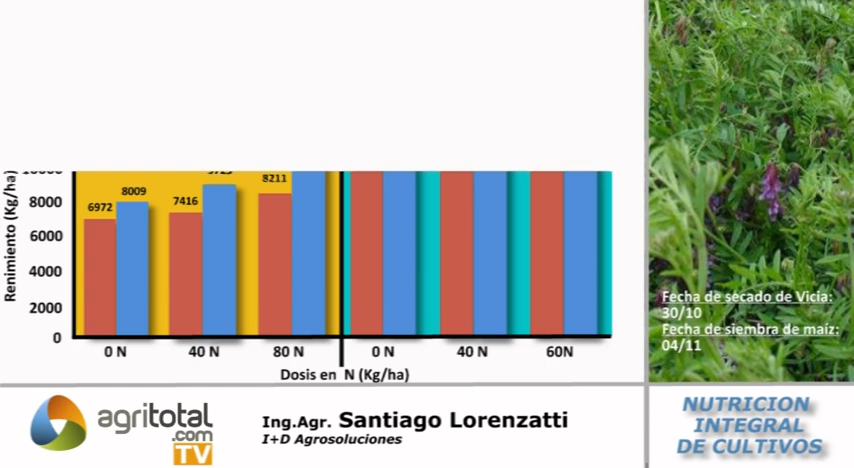 Renimiento (Kg/ha)
8000
6000
4000
2000
0
6972
8009
7416
8211
0 N
40 N
80 N
0 N
40 N
60N
Dosis en N (Kg/ha)
Fecha de secado de Vicia:
30/10
Fecha de siembra de maíz:
04/11
agritotal
.com
TV
Ing.Agr. Santiago Lorenzatti
I+D Agrosoluciones
NUTRICION
INTEGRAL
DE CULTIVOS